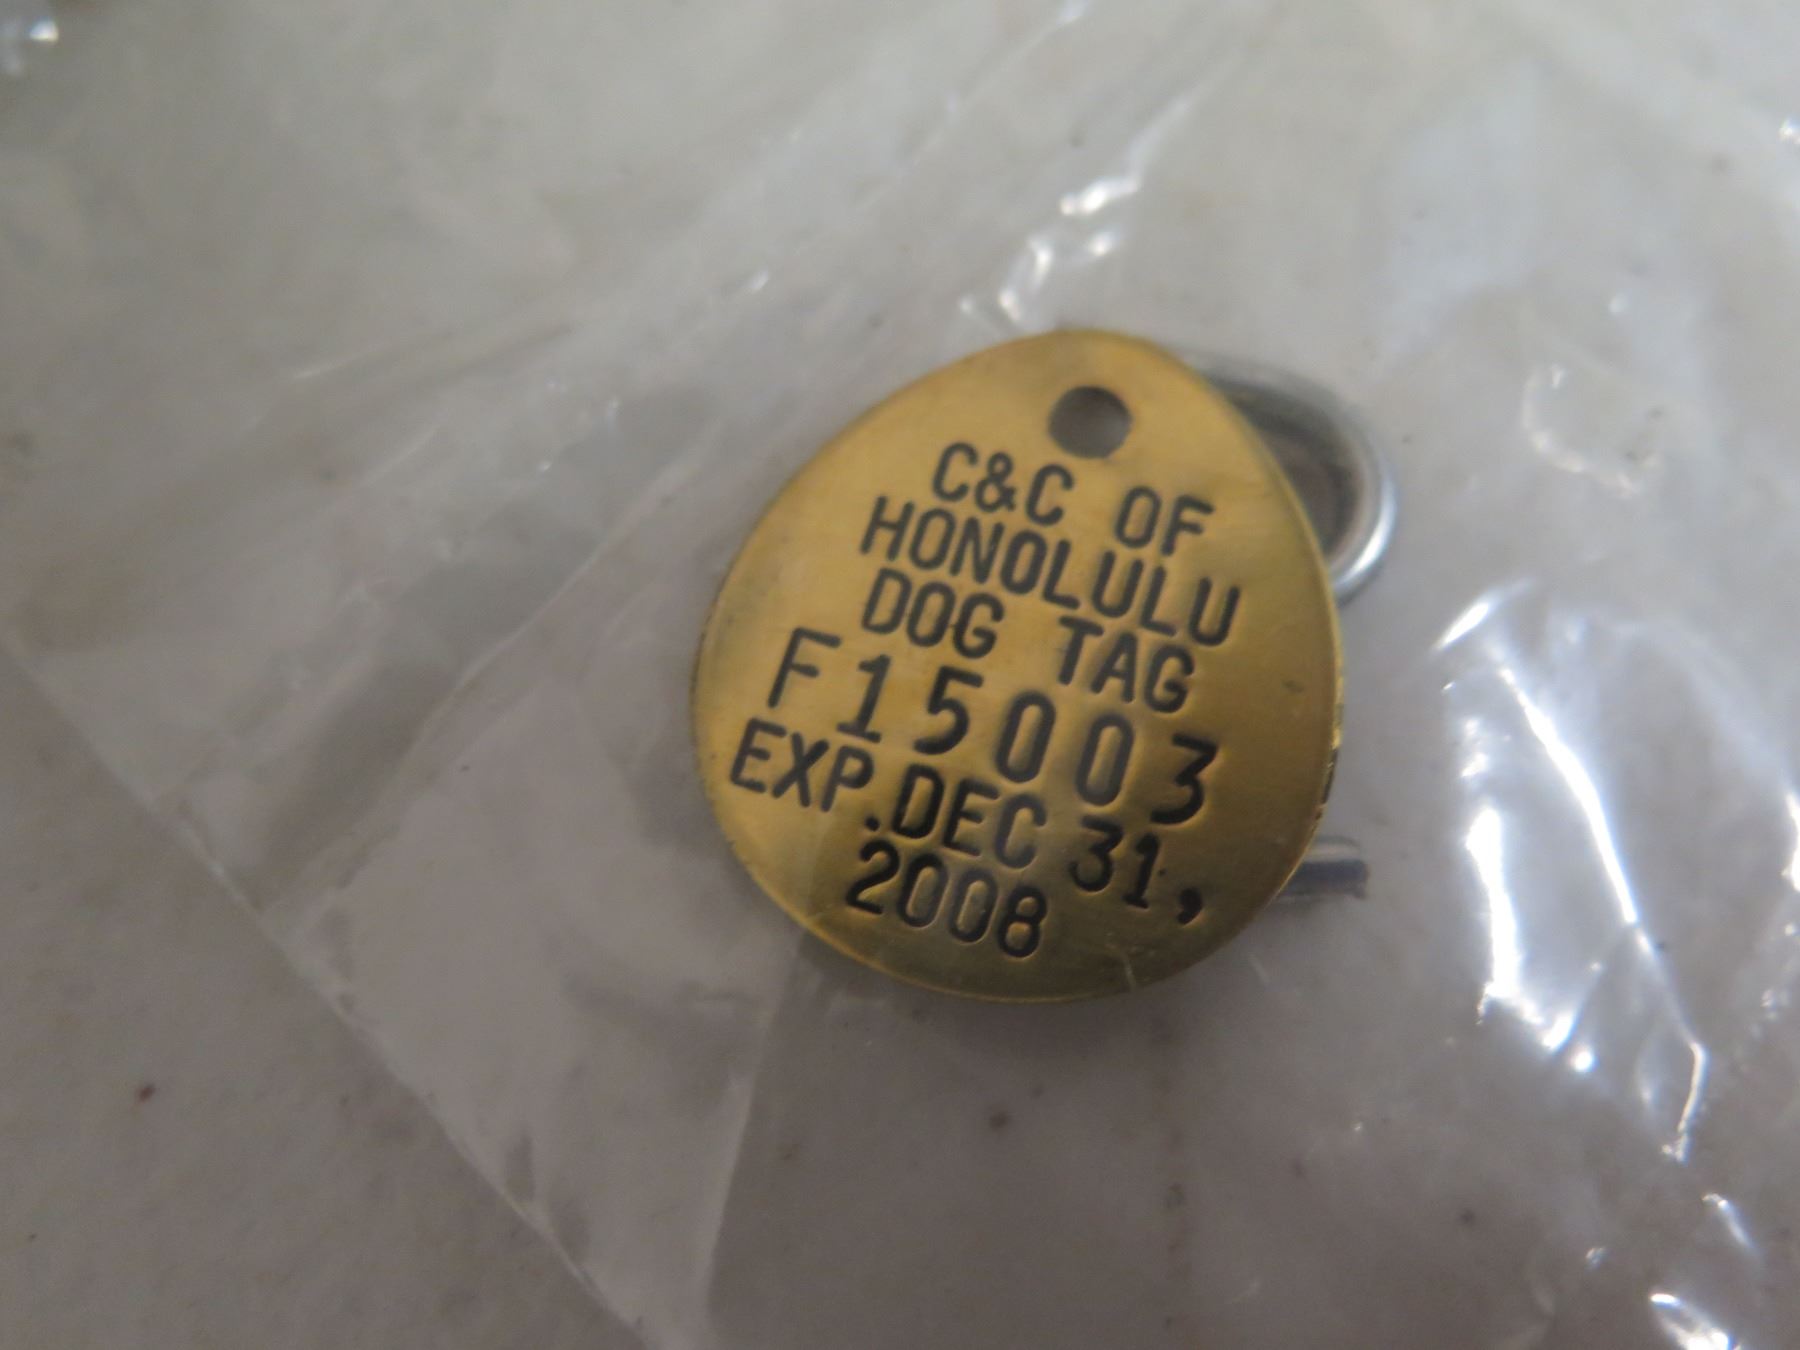 C&C OF
HONOLULU
DOG TAG
F15003
EXP.DEC 31,
2008